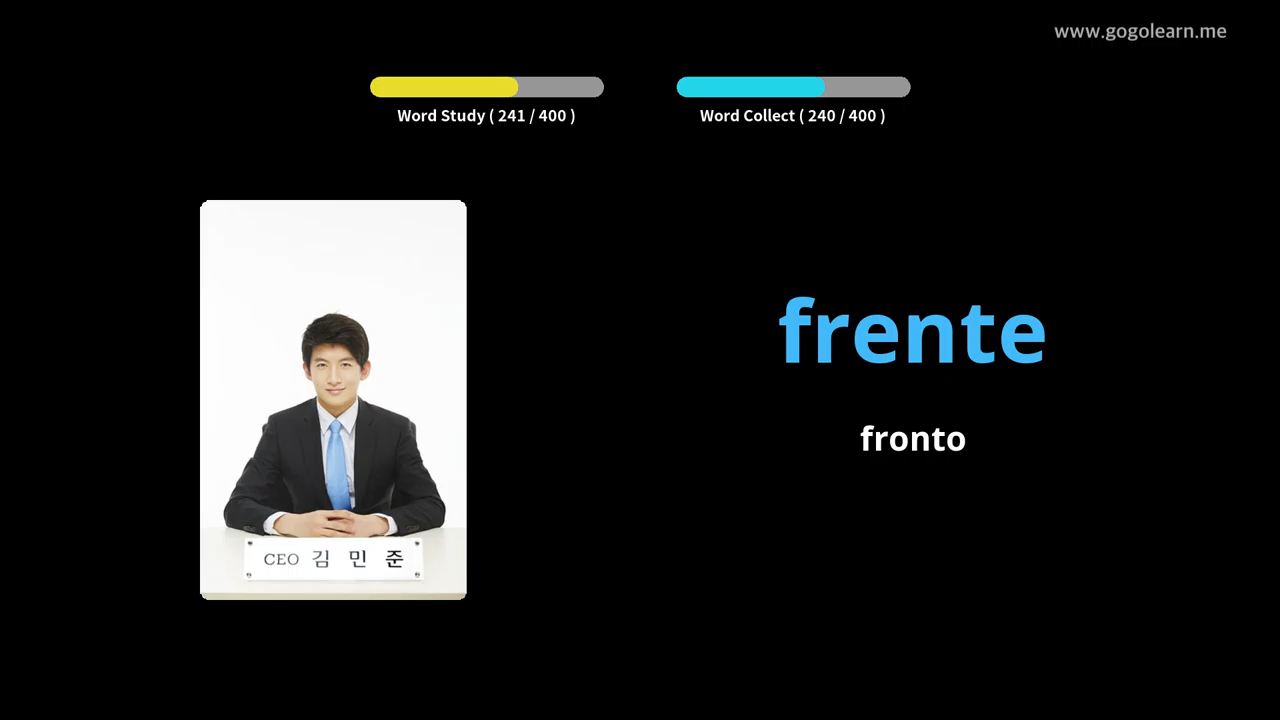 www.gogolearn.me
Word Study ( 241 / 400 )
Word Collect ( 240 / 400 )
frente
fronto
CEO 김 민 준